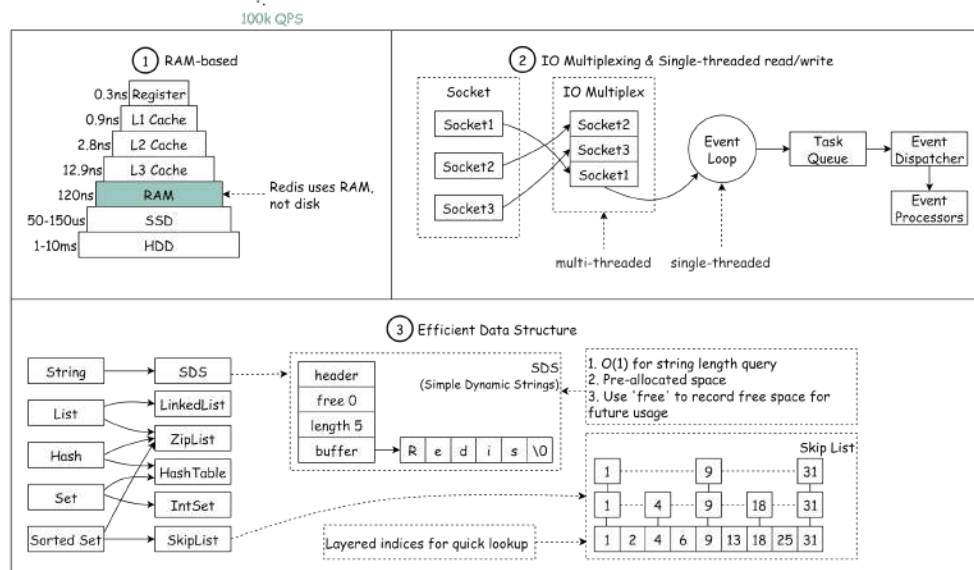 100k QPS
1 RAM-based
0.3ns Register
0.9ns L1 Cache
2.8ns L2 Cache
12.9ns L3 Cache
120ns RAM
50-150us SSD
1-10ms HDD
Redis uses RAM,
not disk
2 IO Multiplexing & Single-threaded read/write
Socket
Socket1
Socket2
Socket3
IO Multiplex
Socket2
Socket3
Socket1
Event
Loop
Task
Queue
Event
Dispatcher
Event
Processors
multi-threaded
single-threaded
3 Efficient Data Structure
String
List
Hash
Set
Sorted Set
SDS
LinkedList
ZipList
HashTable
IntSet
SkipList
header
free 0
length 5
buffer
R e d i s \0
SDS
(Simple Dynamic Strings)
1. O(1) for string length query
2. Pre-allocated space
3. Use 'free' to record free space for
future usage
Skip List
1 9 31
1 4 9 18 31
1 2 4 6 9 13 18 25 31
Layered indices for quick lookup